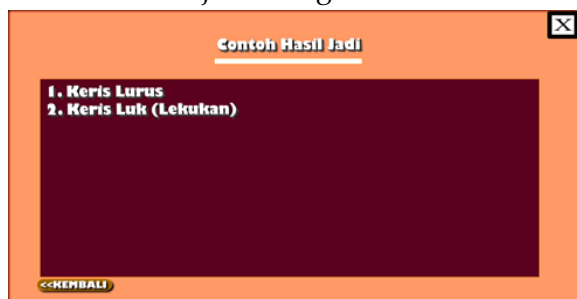 Contoh Hasil Jadi
X
1. Keris Lurus
2. Keris Luk (Lekukan)
<<KEMBALI